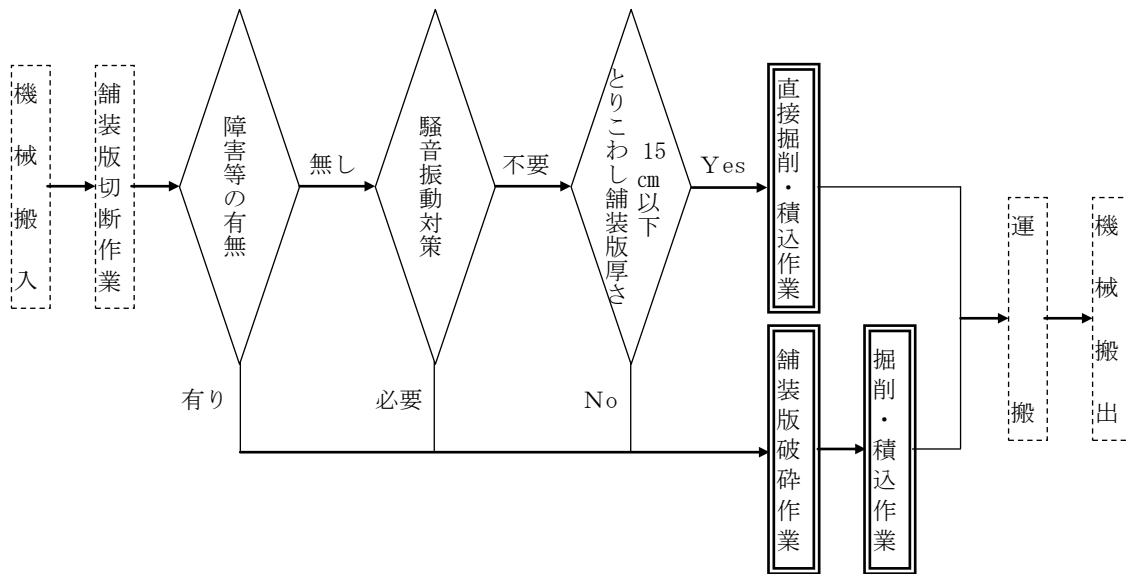 機械搬入
舗装版切断作業
障害等の有無
無し
有り
騒音振動対策
不要
必要
とりこわし舗装版厚さ
15cm以下
Yes
No
直接掘削・積込作業
舗装版破砕作業
掘削・積込作業
運搬
機械搬出